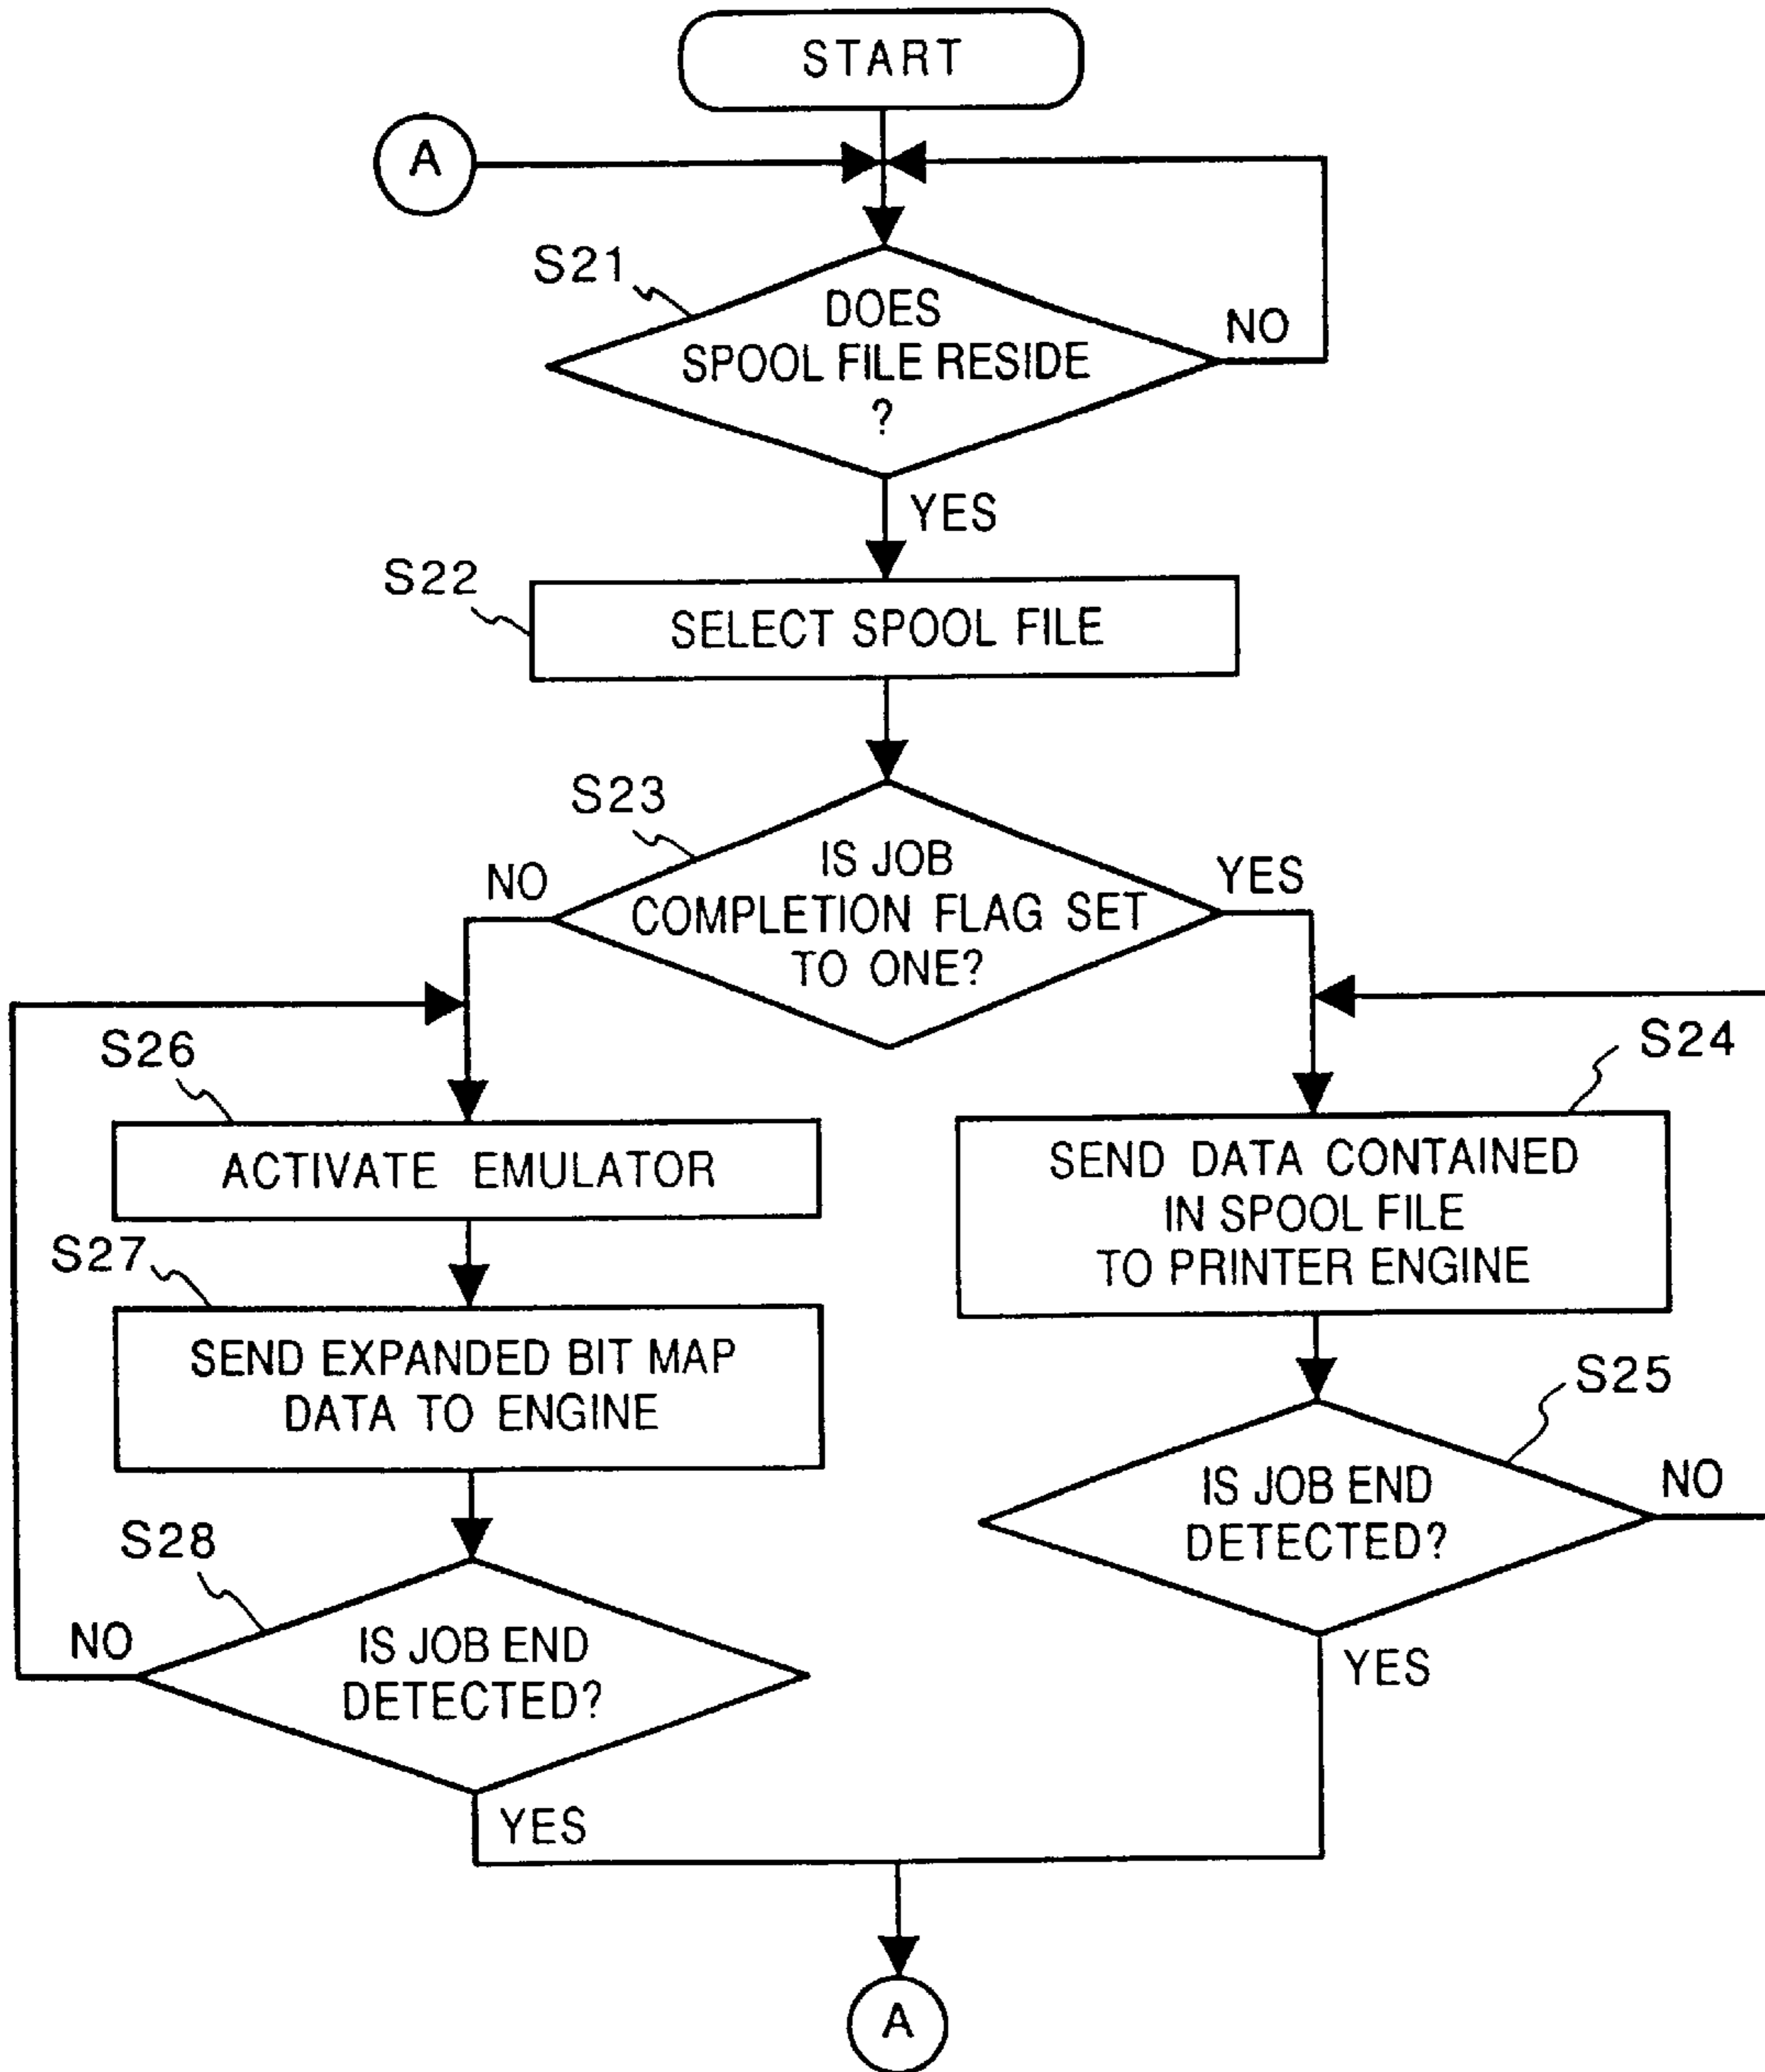 START
A
S21
DOES
SPOOL FILE RESIDE
?
NO
YES
S22
SELECT SPOOL FILE
S23
IS JOB
COMPLETION FLAG SET
TO ONE?
NO
YES
S26
ACTIVATE EMULATOR
S24
SEND DATA CONTAINED
IN SPOOL FILE
TO PRINTER ENGINE
S27
SEND EXPANDED BIT MAP
DATA TO ENGINE
S25
IS JOB END
DETECTED?
NO
YES
S28
IS JOB END
DETECTED?
NO
YES
A